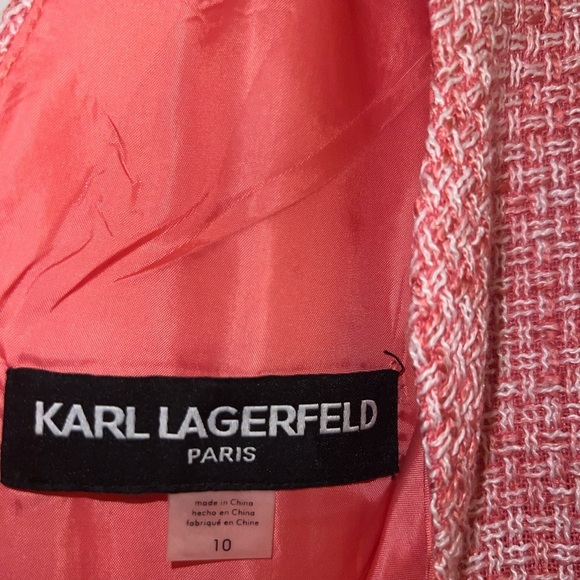 KARL LAGERFELD
PARIS
made in China
hecho en China
fabriqué en Chine
10